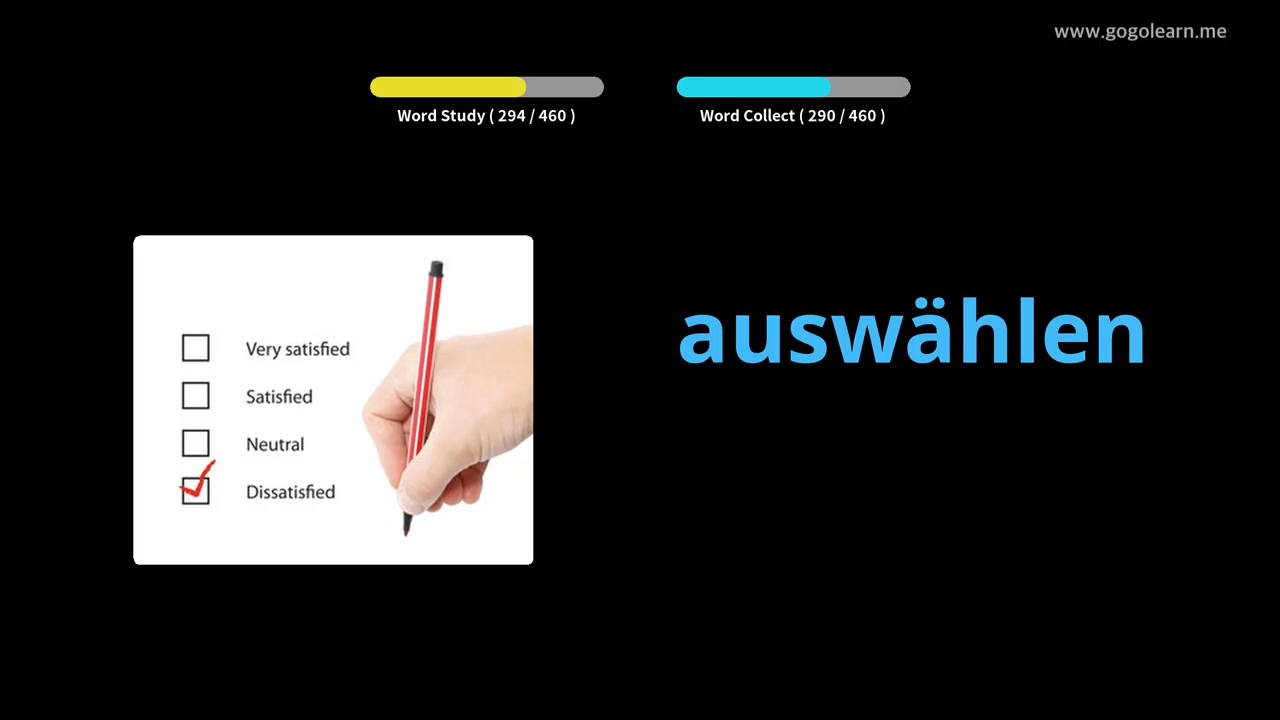 www.gogolearn.me
Word Study ( 294 / 460 )
Word Collect ( 290 / 460 )
auswählen
Very satisfied
Satisfied
Neutral
Dissatisfied